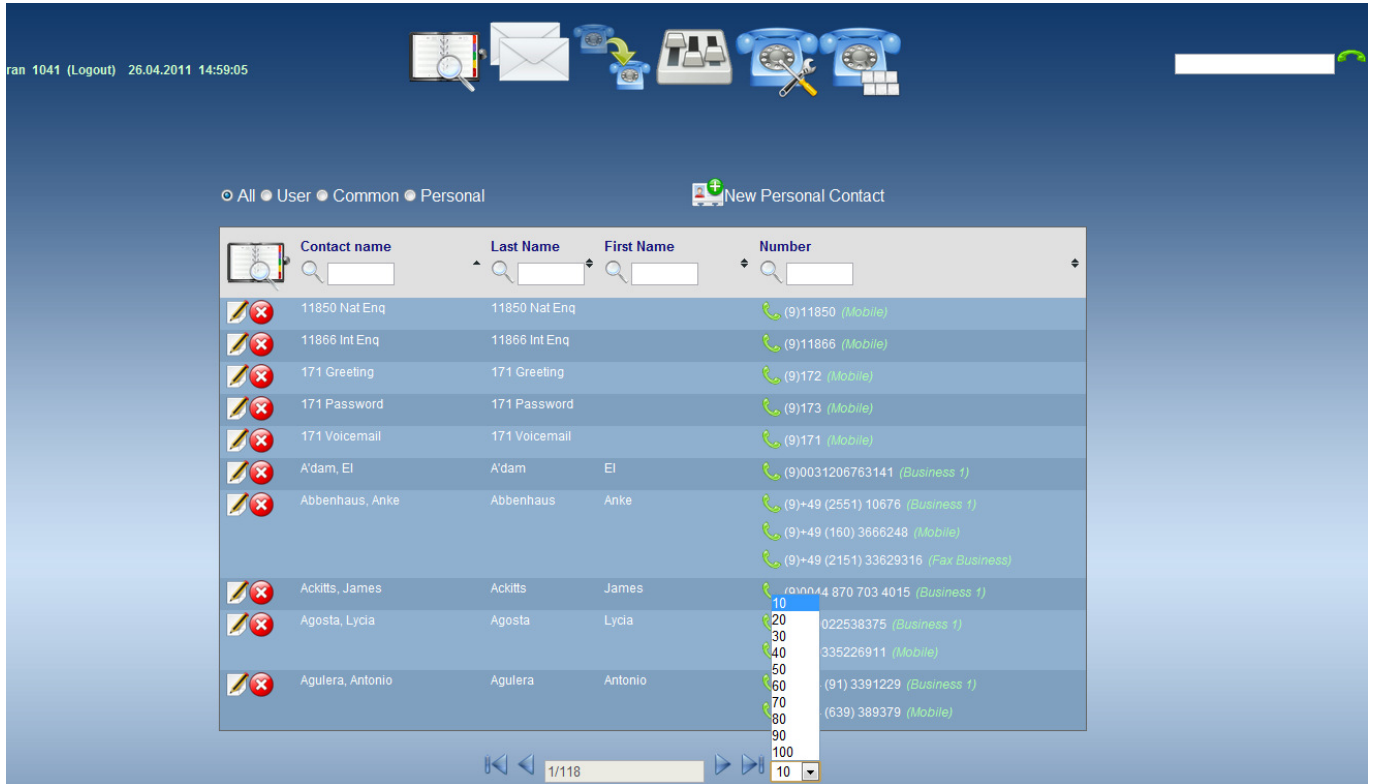 ran 1041 (Logout) 26.04.2011 14:59:05
All User Common Personal
New Personal Contact
Contact name Last Name First Name Number
11850 Nat Enq 11850 Nat Enq (9)11850 (Mobile)
11866 Int Enq 11866 Int Enq (9)11866 (Mobile)
171 Greeting 171 Greeting (9)172 (Mobile)
171 Password 171 Password (9)173 (Mobile)
171 Voicemail 171 Voicemail (9)171 (Mobile)
A'dam, El A'dam El (9)0031206763141 (Business 1)
Abbenhaus, Anke Abbenhaus Anke (9)+49 (2551) 10676 (Business 1)
(9)+49 (160) 3666248 (Mobile)
(9)+49 (2151) 33629316 (Fax Business)
Ackitts, James Ackitts James (9)0044 870 703 4015 (Business 1)
Agosta, Lycia Agosta Lycia 022538375 (Business 1)
335226911 (Mobile)
Agulera, Antonio Agulera Antonio (91) 3391229 (Business 1)
(639) 389379 (Mobile)
10
20
30
40
50
60
70
80
90
100
1/118 10